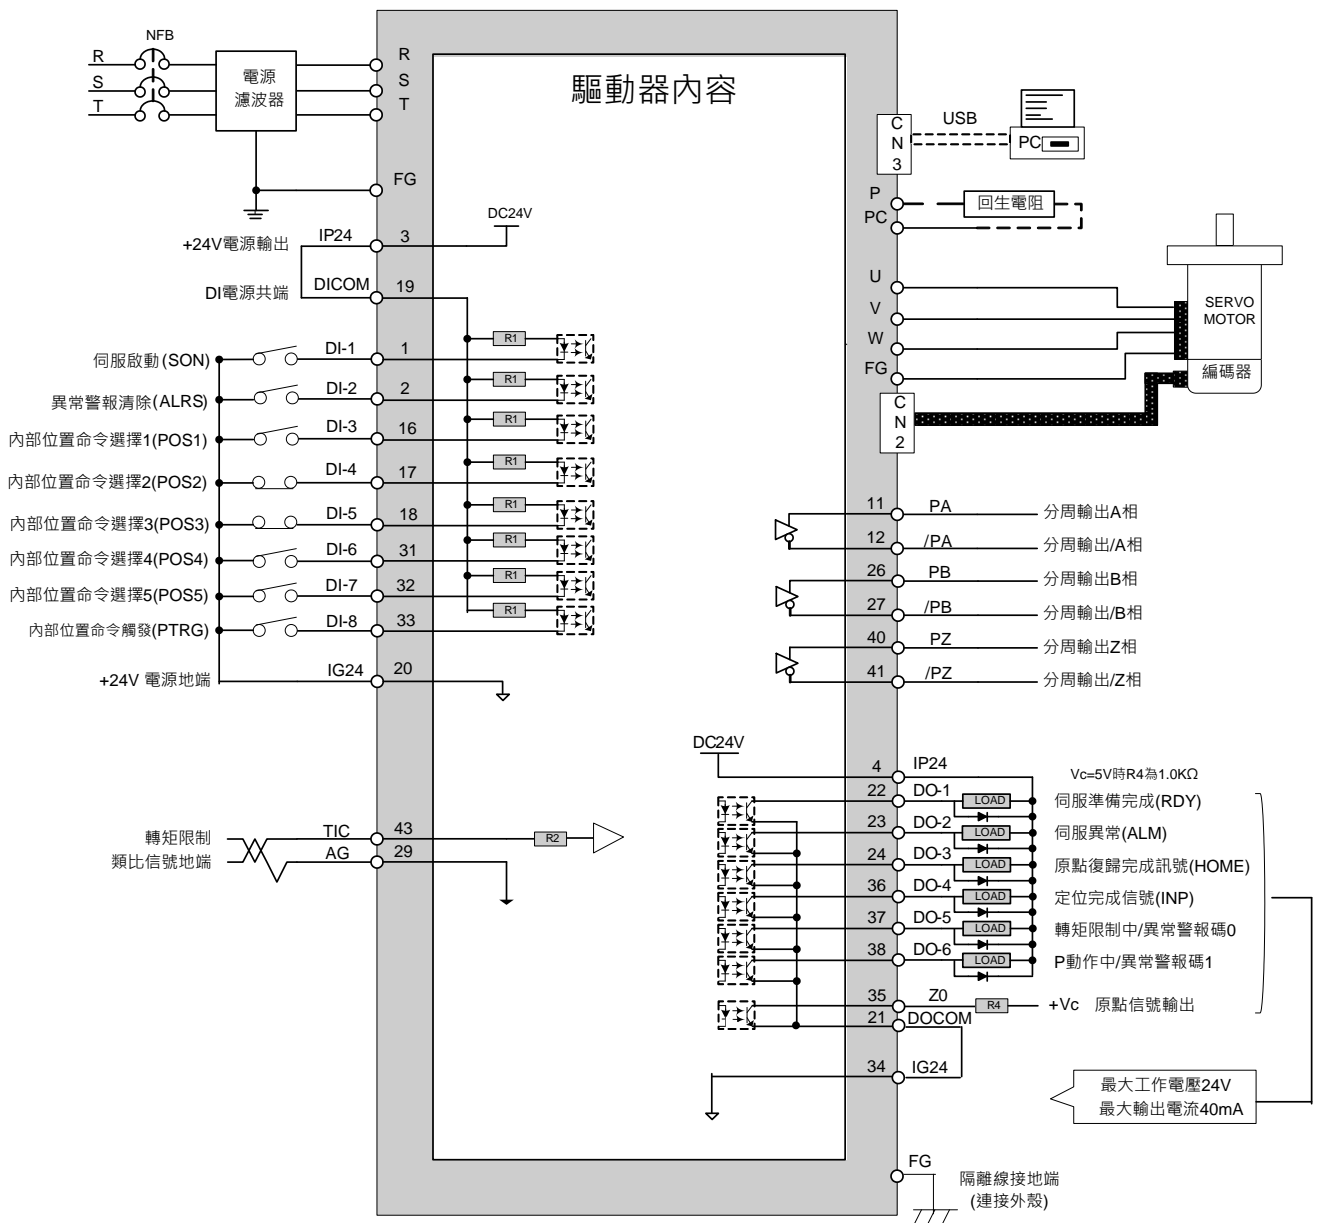 NFB
R
S
T
電源
濾波器
R
S
T
FG
驅動器內容
DC24V
+24V電源輸出
IP24
3
DI電源共端
DICOM
19
伺服啟動(SON)
DI-1
1
R1
異常警報清除(ALRS)
DI-2
2
R1
內部位置命令選擇1(POS1)
DI-3
16
R1
內部位置命令選擇2(POS2)
DI-4
17
R1
內部位置命令選擇3(POS3)
DI-5
18
R1
內部位置命令選擇4(POS4)
DI-6
31
R1
內部位置命令選擇5(POS5)
DI-7
32
R1
內部位置命令觸發(PTRG)
DI-8
33
R1
+24V 電源地端
IG24
20
轉矩限制
TIC
43
R2
類比信號地端
AG
29
CN3
USB
PC
P
PC
回生電阻
U
V
W
FG
SERVO
MOTOR
編碼器
CN2
11
PA
分周輸出A相
12
/PA
分周輸出/A相
26
PB
分周輸出B相
27
/PB
分周輸出/B相
40
PZ
分周輸出Z相
41
/PZ
分周輸出/Z相
DC24V
4
IP24
Vc=5V時R4為1.0KΩ
22
DO-1
LOAD
伺服準備完成(RDY)
23
DO-2
LOAD
伺服異常(ALM)
24
DO-3
LOAD
原點復歸完成訊號(HOME)
36
DO-4
LOAD
定位完成信號(INP)
37
DO-5
LOAD
轉矩限制中/異常警報碼0
38
DO-6
LOAD
P動作中/異常警報碼1
35
Z0
R4
+Vc 原點信號輸出
21
DOCOM
34
IG24
最大工作電壓24V
最大輸出電流40mA
FG
隔離線接地端
(連接外殼)